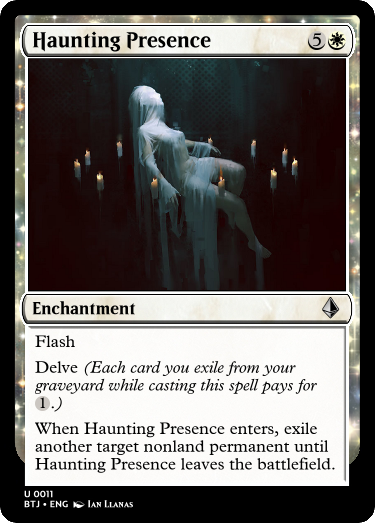 Haunting Presence 5
Enchantment
Flash
Delve (Each card you exile from your
graveyard while casting this spell pays for
1.)
When Haunting Presence enters, exile
another target nonland permanent until
Haunting Presence leaves the battlefield.
U 0011
BTJ • ENG Ian Llanas